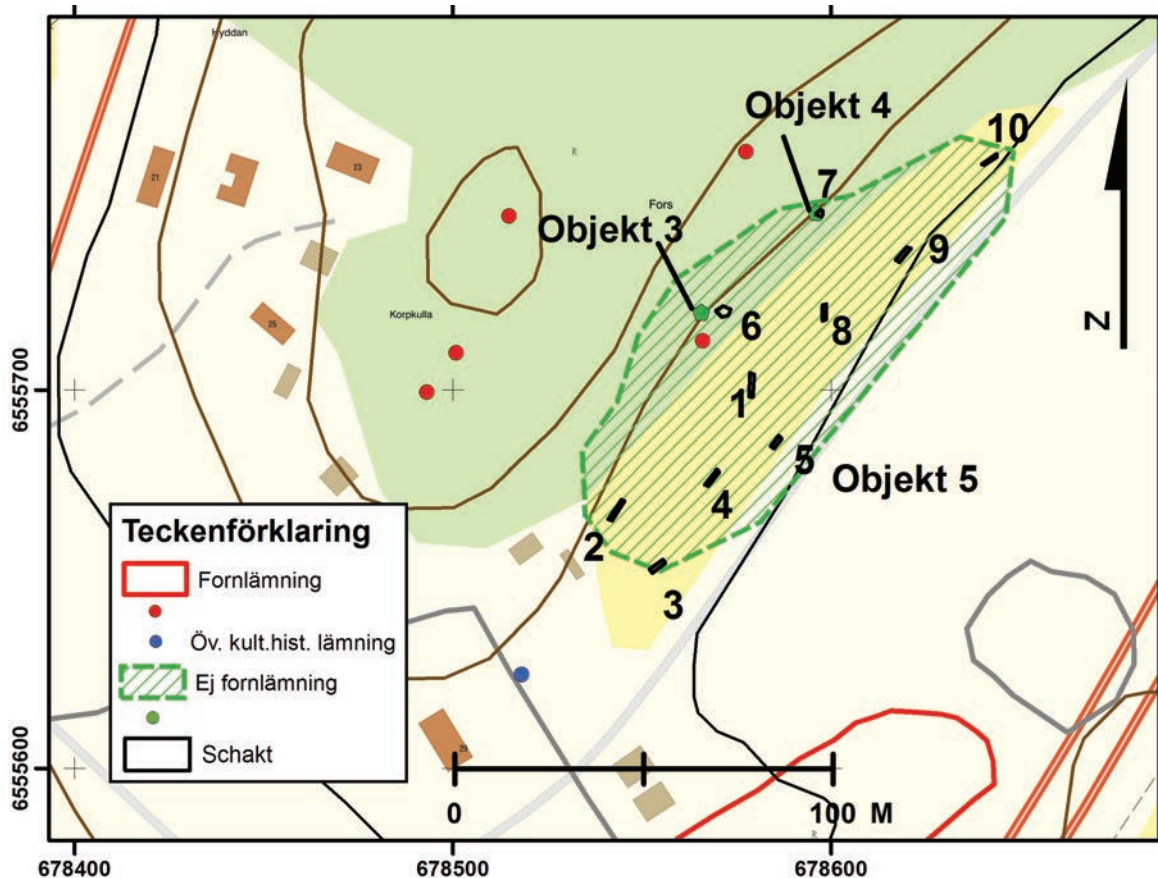 Hyddan
Objekt 4
10
21
23
7
Fors
R
Objekt 3
9
N
Korpkulla
25
6
8
6555700
1
5
Objekt 5
4
2
3
Teckenförklaring
Fornlämning
Öv. kult.hist. lämning
Ej fornlämning
Schakt
29
6555600
0
100 M
R
678400
678500
678600